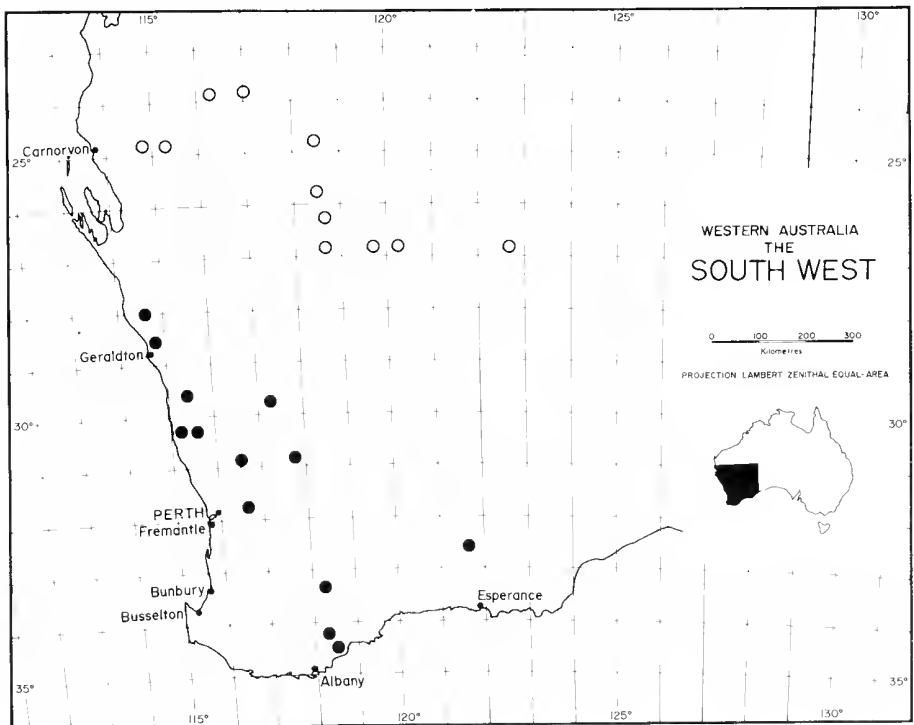 115° 120° 125° 130°
Carnorvon
25° 25°
WESTERN AUSTRALIA
THE
SOUTH WEST
0 100 200 300
Kilometres
Geraldton
PROJECTION LAMBERT ZENITHAL EQUAL-AREA
30° 30°
PERTH
Fremantle
Bunbury
Esperance
Busselton
Albany
35° 35°
115° 120° 125° 130°